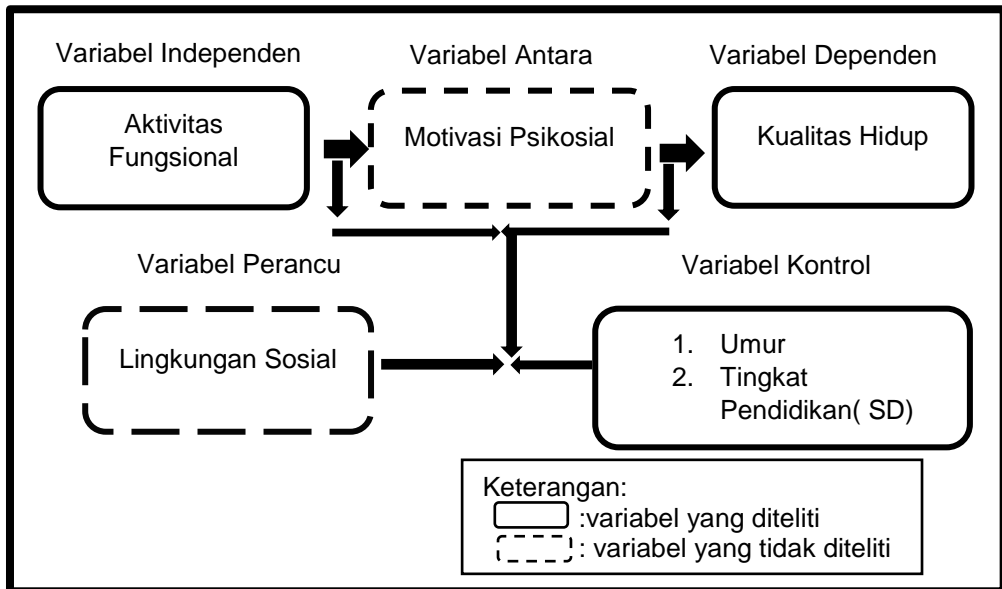 Variabel Independen
Variabel Antara
Variabel Dependen
Aktivitas
Fungsional
Motivasi Psikosial
Kualitas Hidup
Variabel Perancu
Variabel Kontrol
Lingkungan Sosial
1. Umur
2. Tingkat
Pendidikan( SD)
Keterangan:
:variabel yang diteliti
: variabel yang tidak diteliti